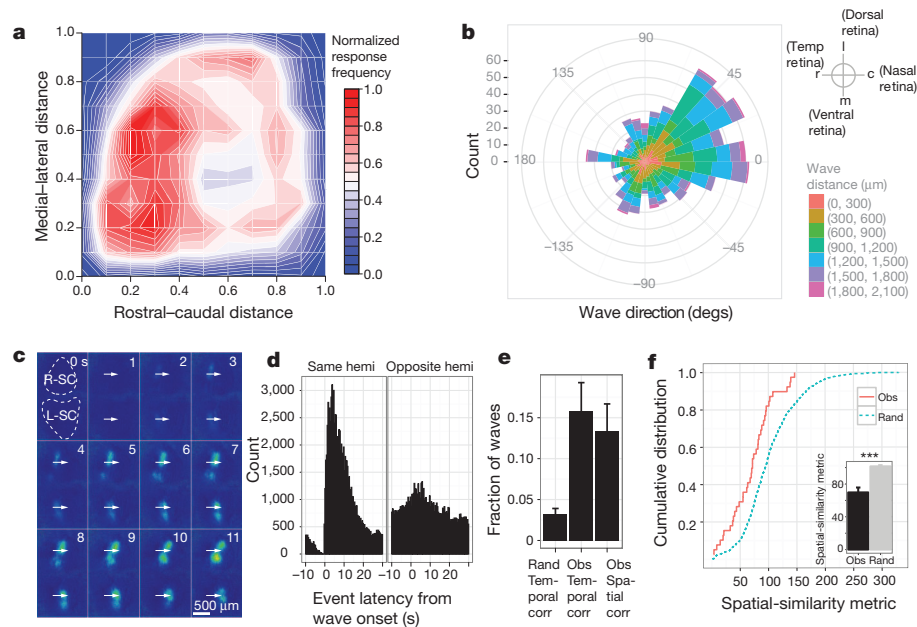 a
Normalized
response
frequency
1.0
0.8
0.6
0.4
0.2
0.0
Medial–lateral distance
0.0
0.2
0.4
0.6
0.8
1.0
Rostral–caudal distance
1.0
0.8
0.6
0.4
0.2
0.0
b
60
50
40
30
20
10
0
Count
90
135
45
180
0
−135
−45
−90
Wave direction (degs)
(Dorsal
retina)
l
(Temp
retina)
r
c
(Nasal
retina)
m
(Ventral
retina)
Wave
distance (μm)
(0, 300)
(300, 600)
(600, 900)
(900, 1,200)
(1,200, 1,500)
(1,500, 1,800)
(1,800, 2,100)
c
0 s
1
2
3
R-SC
L-SC
4
5
6
7
8
9
10
11
500 μm
d
Same hemi
Opposite hemi
3,000
2,500
2,000
1,500
1,000
500
0
Count
−10 0 10 20
−10 0 10 20
Event latency from
wave onset (s)
e
Fraction of waves
0.15
0.10
0.05
0
Rand
Tem-
poral
corr
Obs
Tem-
poral
corr
Obs
Spa-
tial
corr
f
Cumulative distribution
1.0
0.8
0.6
0.4
0.2
50
150
200
250
300
Spatial-similarity metric
Obs
Rand
***
Spatial-similarity metric
80
40
0
Obs Rand